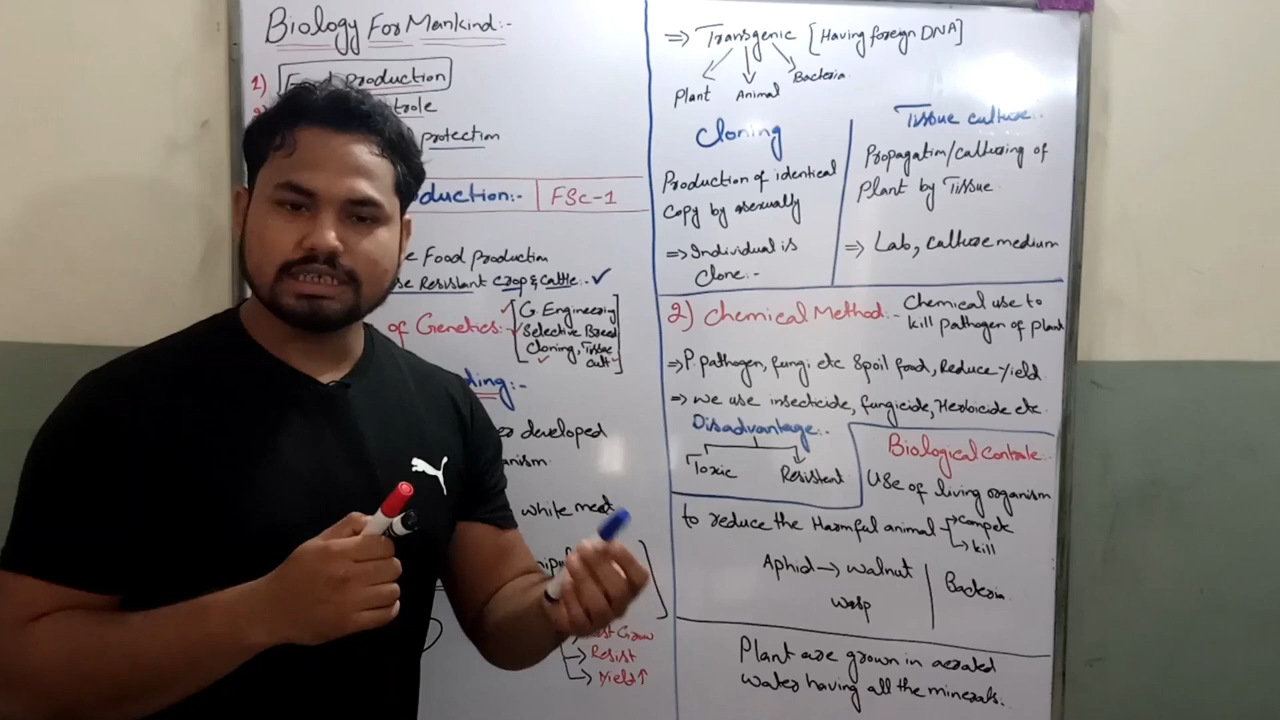 Biology For Mankind:-
1) Food Production
trole
protection
oduction:- FSc-1
e Food production
se Resistant crop & Cattle.
of Genetics:-
G. Engineering
Selective Breed
Cloning, Tissue
Cult
ding:-
developed
anism
white meat
Resist
Yield↑
⇒ Transgenic [Having foreign DNA]
Plant Animal Bacteria
Cloning
Production of identical
Copy by asexually
⇒ Individual is
Clone:-
Tissue culture:-
Propagation/culturing of
Plant by Tissue
⇒ Lab, Culture medium
2) Chemical Method:- Chemical use to
kill pathogen of plant
⇒ P. pathogen, fungi etc Spoil food, Reduce Yield.
⇒ we use insecticide, fungicide, Herbicide etc.
Disadvantage:-
Toxic Resistent
Biological Controle:-
Use of living organism
to reduce the Harmful animal → Compete
→ kill
Aphid → walnut
wasp
Bacteria
Plant are grown in aerated
water having all the minerals.